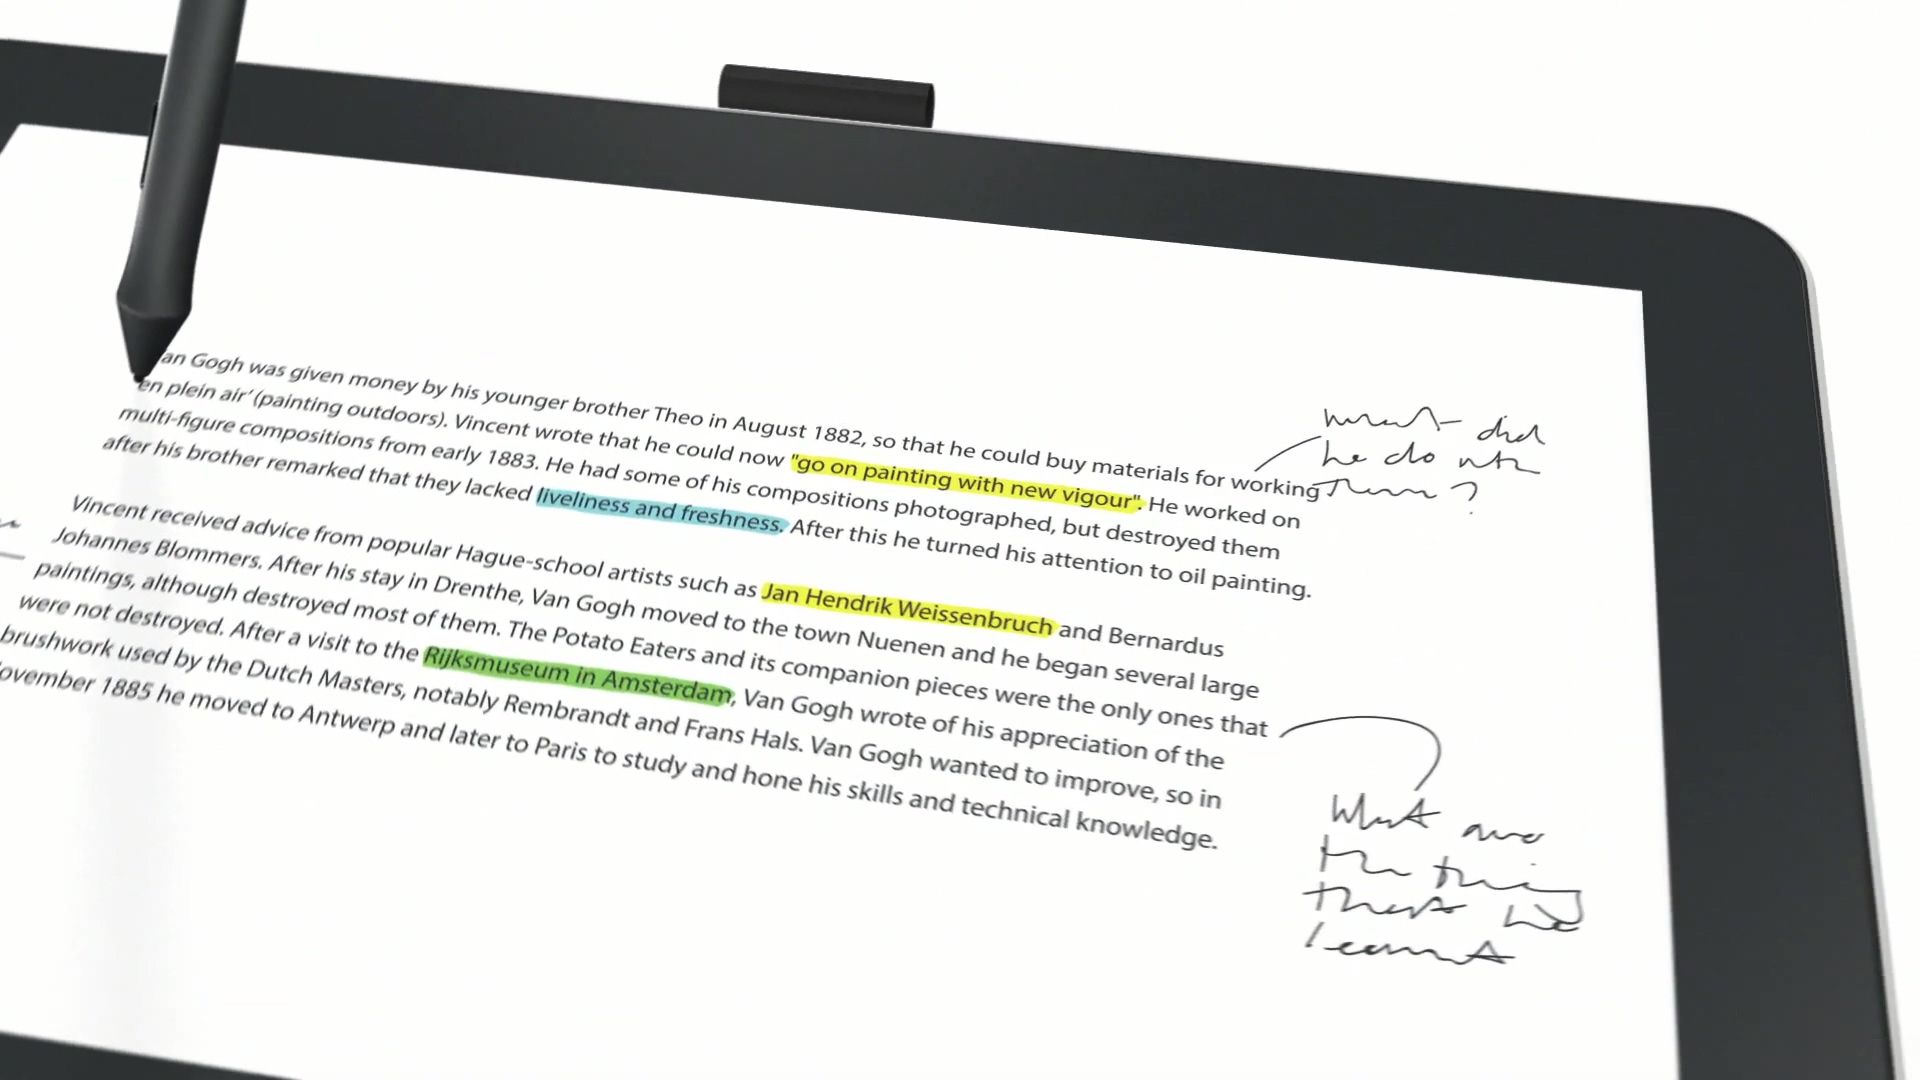 an Gogh was given money by his younger brother Theo in August 1882, so that he could buy materials for working
en plein air' (painting outdoors). Vincent wrote that he could now "go on painting with new vigour". He worked on
multi-figure compositions from early 1883. He had some of his compositions photographed, but destroyed them
after his brother remarked that they lacked liveliness and freshness. After this he turned his attention to oil painting.
what did
he do with
them?
Vincent received advice from popular Hague-school artists such as Jan Hendrik Weissenbruch and Bernardus
Johannes Blommers. After his stay in Drenthe, Van Gogh moved to the town Nuenen and he began several large
paintings, although destroyed most of them. The Potato Eaters and its companion pieces were the only ones that
were not destroyed. After a visit to the Rijksmuseum in Amsterdam, Van Gogh wrote of his appreciation of the
brushwork used by the Dutch Masters, notably Rembrandt and Frans Hals. Van Gogh wanted to improve, so in
ovember 1885 he moved to Antwerp and later to Paris to study and hone his skills and technical knowledge.
What are
the thing
that he
learnt